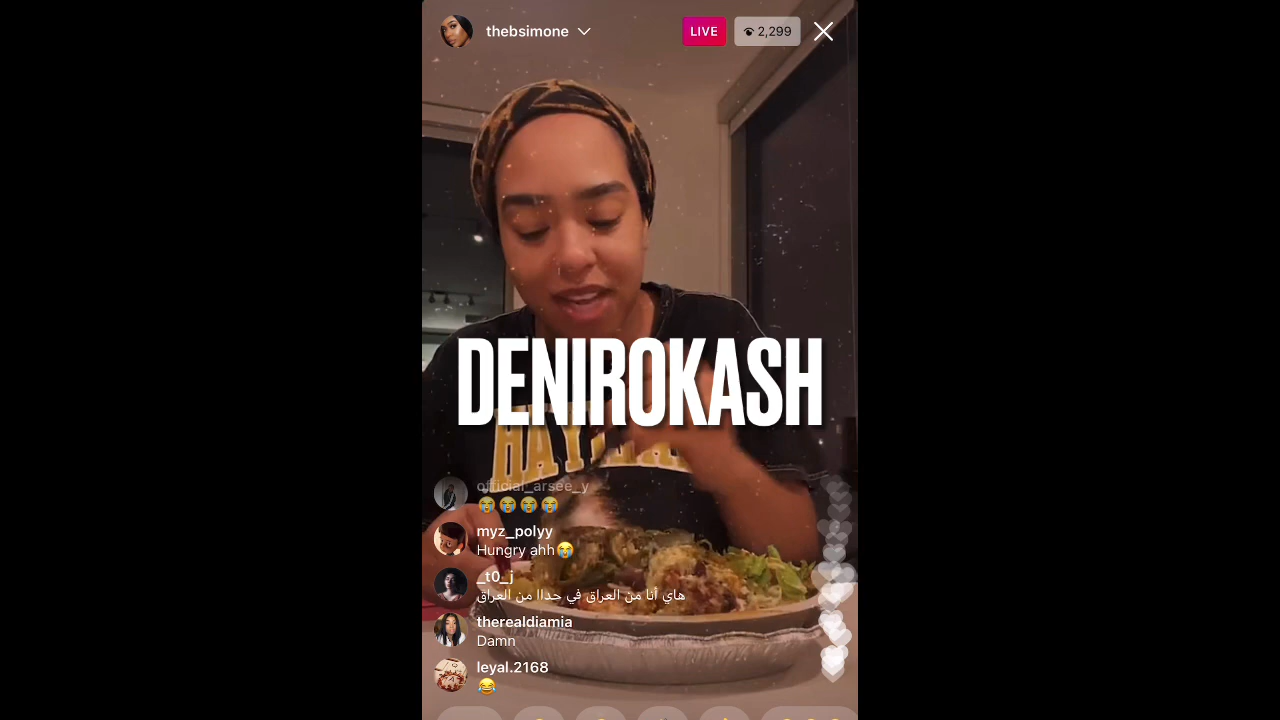 thebsimone
LIVE
2,299
DENIROKASH
official_arsee_y
😭😭😭😭
myz_polyy
Hungry ahh😭
_t0_j
هاي أنا من العراق في حداا من العراق
therealdiamia
Damn
leyal.2168
😂